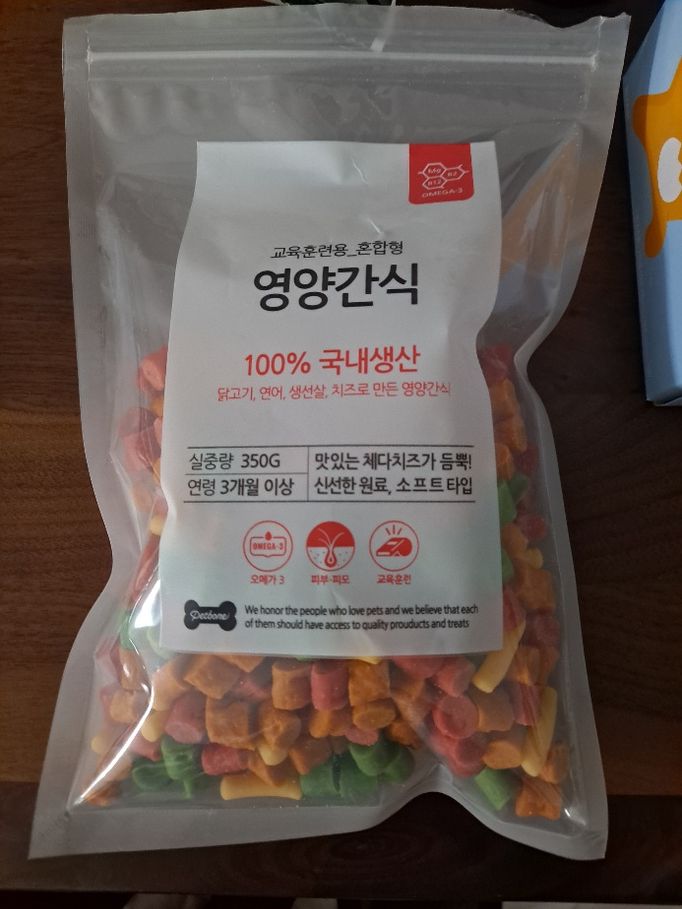 Mg
B2
B12
OMEGA-3
교육훈련용_혼합형
영양간식
100% 국내생산
닭고기, 연어, 생선살, 치즈로 만든 영양간식
실중량 350G
맛있는 체다치즈가 듬뿍!
연령 3개월 이상
신선한 원료, 소프트 타입
OMEGA-3
오메가 3
피부·피모
교육훈련
Petbone
We honor the people who love pets and we believe that each
of them should have access to quality prouducts and treats